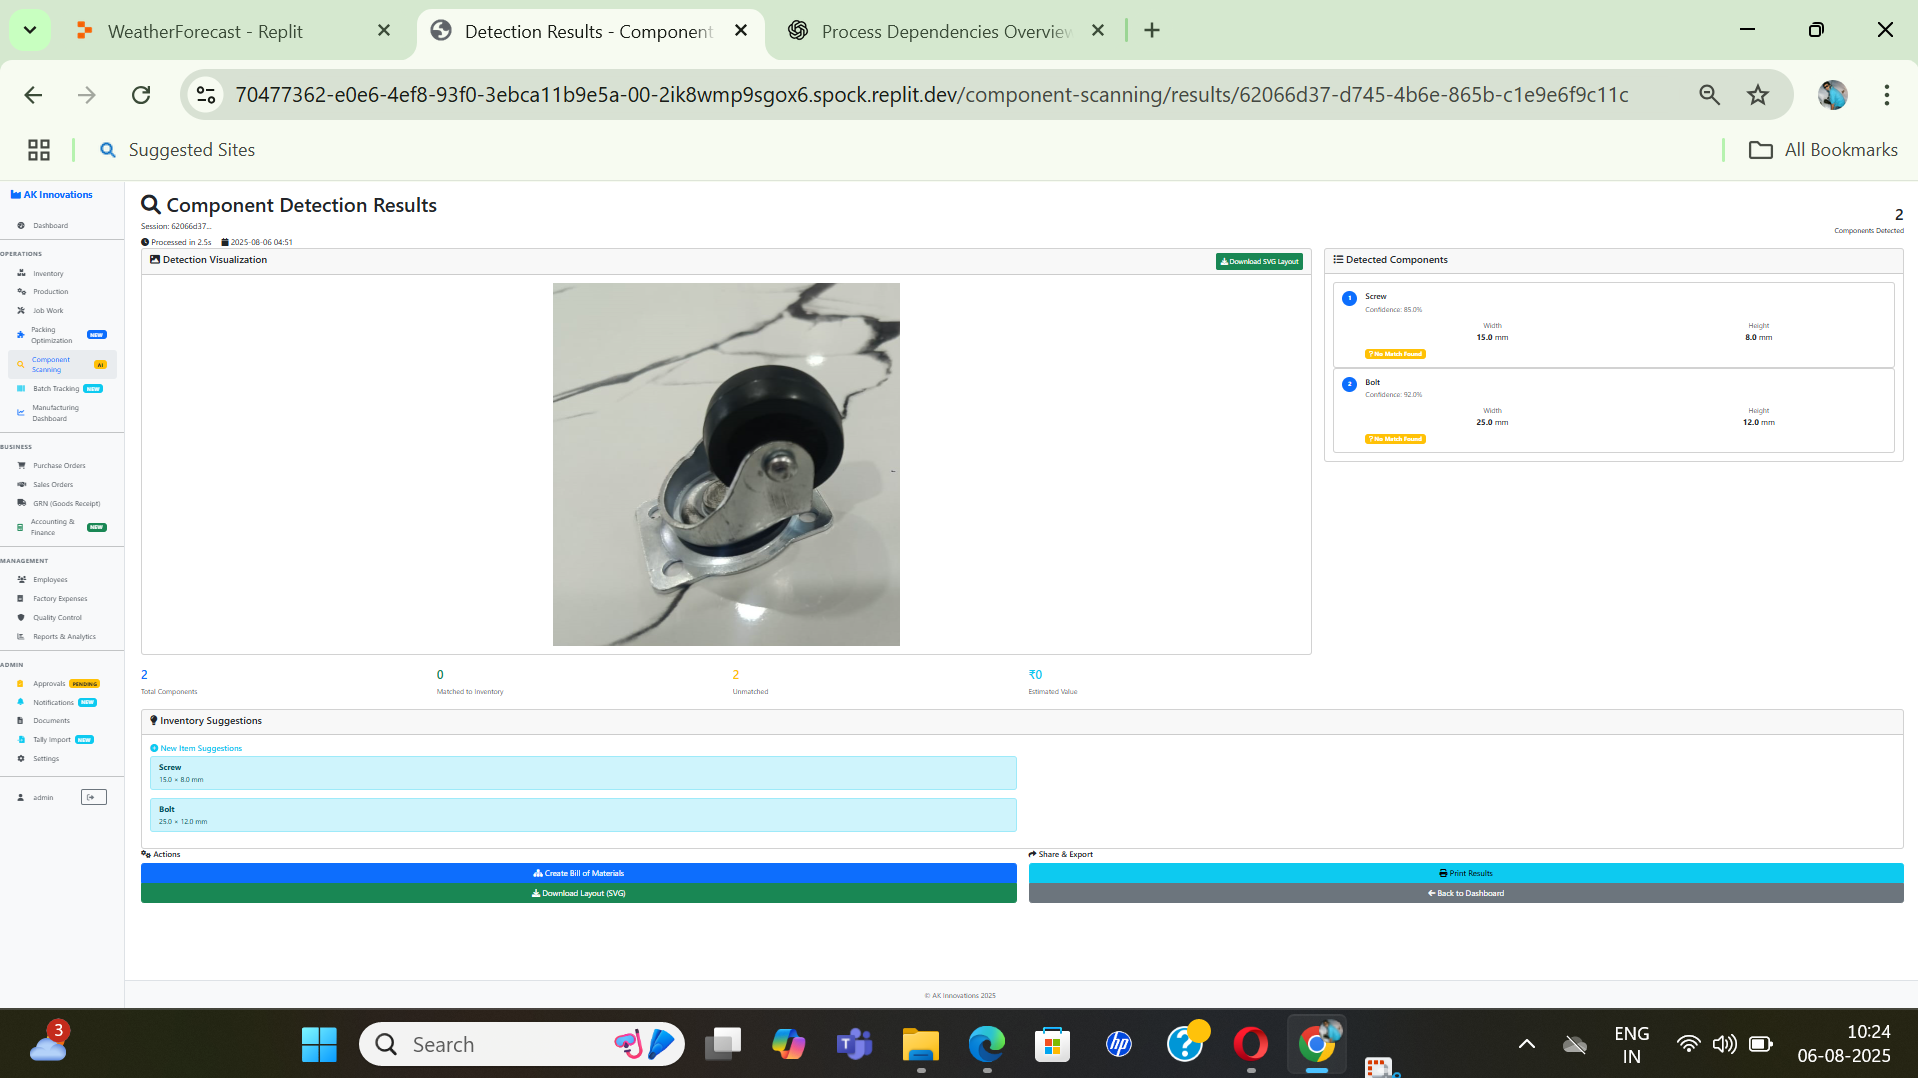 WeatherForecast - Replit
Detection Results - Component
Process Dependencies Overview
70477362-e0e6-4ef8-93f0-3ebca11b9e5a-00-2ik8wmp9sgox6.spock.replit.dev/component-scanning/results/62066d37-d745-4b6e-865b-c1e9e6f9c11c
Suggested Sites
All Bookmarks
AK Innovations
Dashboard
OPERATIONS
Inventory
Production
Job Work
Packing Optimization NEW
Component Scanning AI
Batch Tracking NEW
Manufacturing Dashboard
BUSINESS
Purchase Orders
Sales Orders
GRN (Goods Receipt)
Accounting & Finance NEW
MANAGEMENT
Employees
Factory Expenses
Quality Control
Reports & Analytics
ADMIN
Approvals PENDING
Notifications NEW
Documents
Tally Import NEW
Settings
admin
Component Detection Results
Session: 62066d37...
Processed in 2.5s 2025-08-06 04:51
2
Components Detected
Detection Visualization
Download SVG Layout
Detected Components
1 Screw
Confidence: 85.0%
Width Height
15.0 mm 8.0 mm
? No Match Found
2 Bolt
Confidence: 92.0%
Width Height
25.0 mm 12.0 mm
? No Match Found
2 0 2 ₹0
Total Components Matched to Inventory Unmatched Estimated Value
Inventory Suggestions
New Item Suggestions
Screw
15.0 × 8.0 mm
Bolt
25.0 × 12.0 mm
Actions
Create Bill of Materials
Download Layout (SVG)
Share & Export
Print Results
Back to Dashboard
© AK Innovations 2025
3
Search
ENG
IN
10:24
06-08-2025